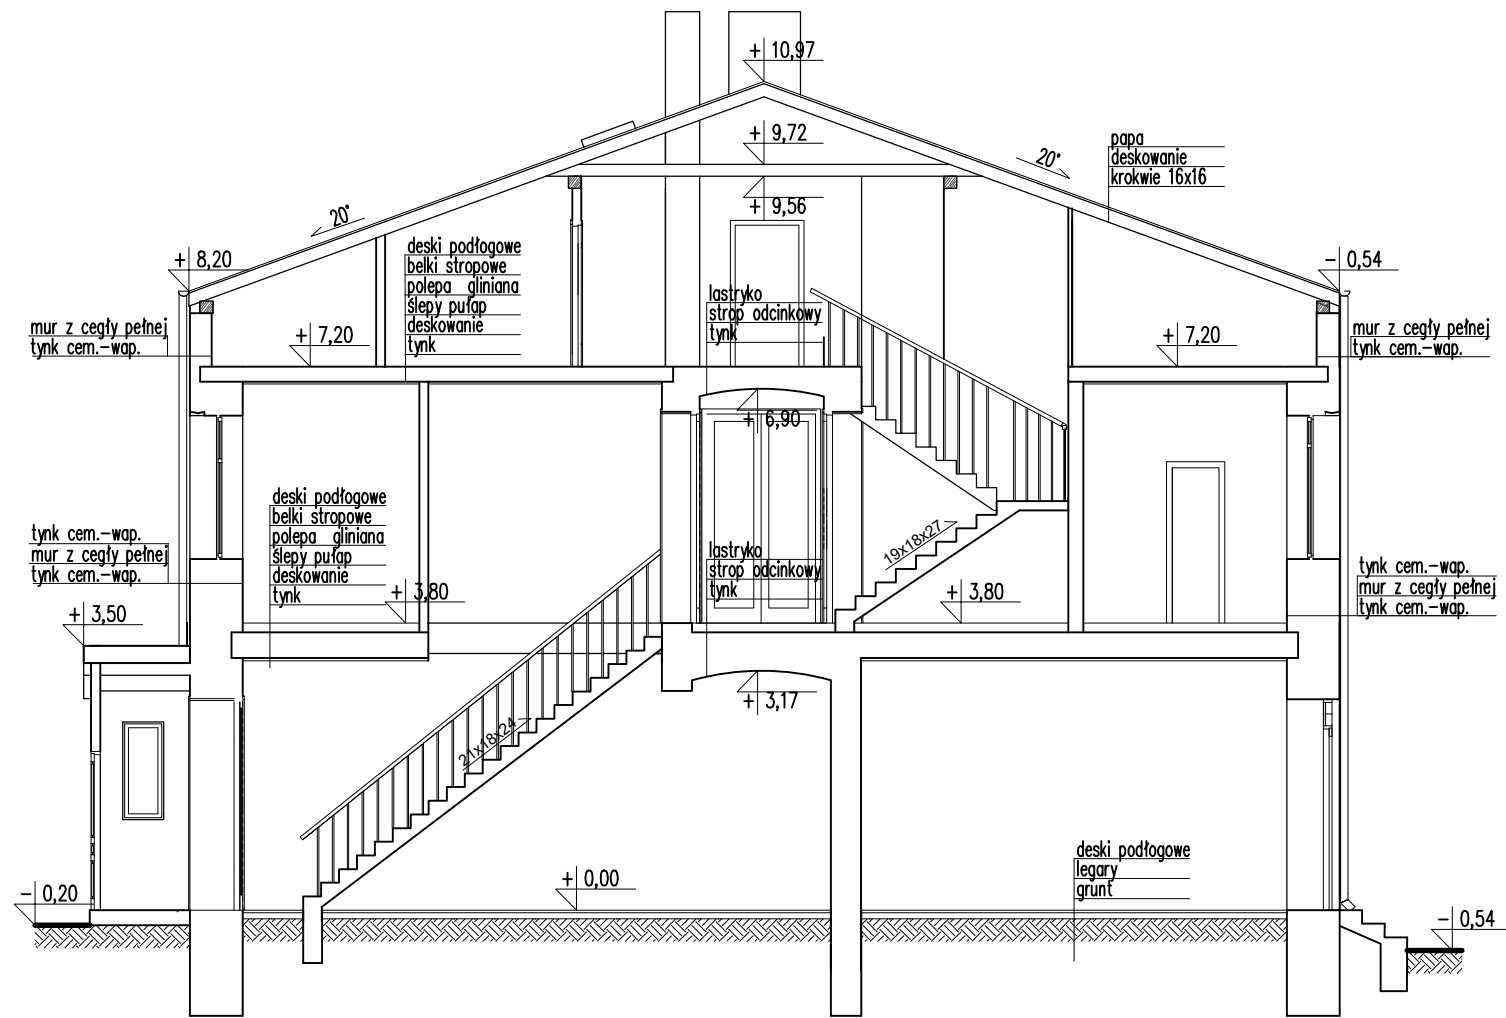 + 10,97
+ 9,72
papa
deskowanie
krokwie 16x16
20°
+ 9,56
20°
deski podłogowe
belki stropowe
polepa gliniana
ślepy pułap
deskowanie
tynk
+ 8,20
- 0,54
lastryko
strop odcinkowy
tynk
mur z cegły pełnej
tynk cem.-wap.
+ 7,20
+ 7,20
mur z cegły pełnej
tynk cem.-wap.
+ 6,90
deski podłogowe
belki stropowe
polepa gliniana
ślepy pułap
deskowanie
tynk
19x18x27
tynk cem.-wap.
mur z cegły pełnej
tynk cem.-wap.
lastryko
strop odcinkowy
tynk
tynk cem.-wap.
mur z cegły pełnej
tynk cem.-wap.
+ 3,80
+ 3,80
+ 3,50
+ 3,17
21x18x24
deski podłogowe
legary
grunt
+ 0,00
- 0,20
- 0,54